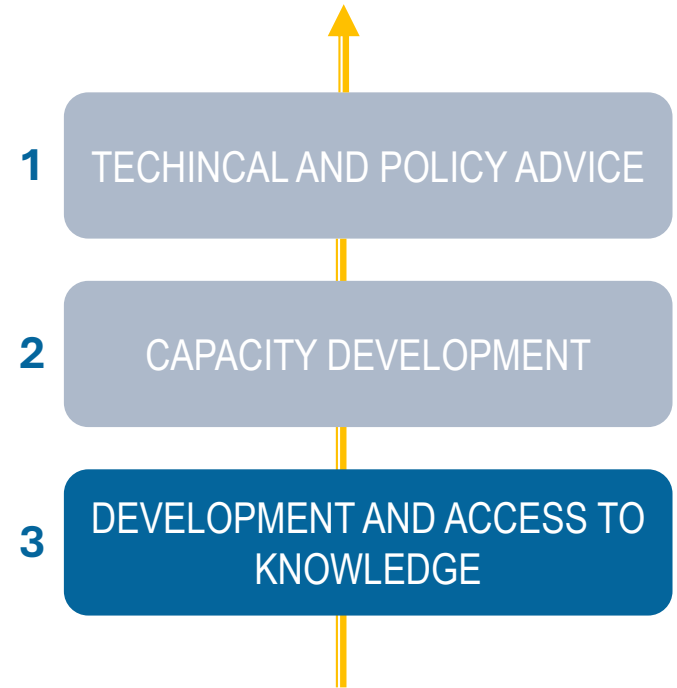 1
TECHINCAL AND POLICY ADVICE
2
CAPACITY DEVELOPMENT
3
DEVELOPMENT AND ACCESS TO
KNOWLEDGE